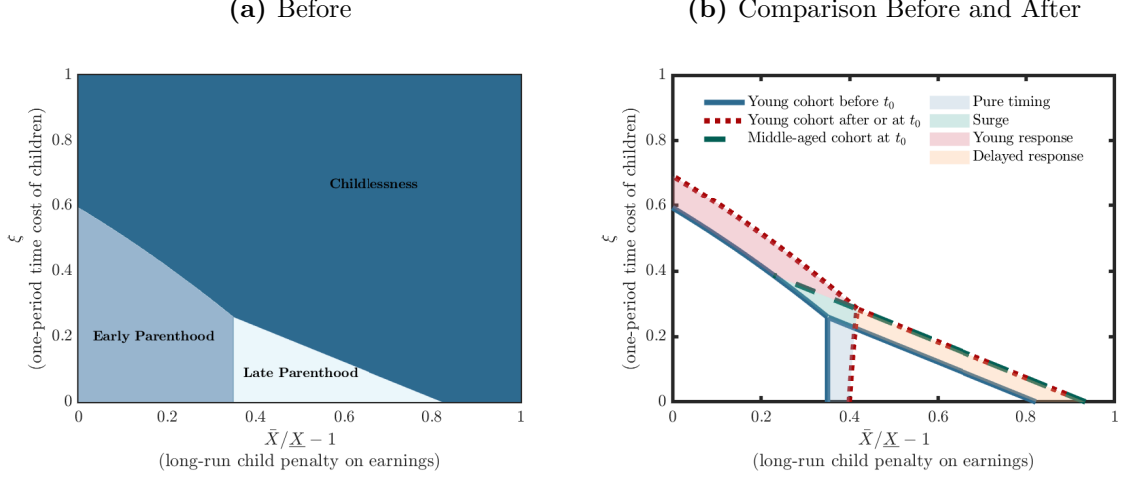 (a) Before
1
0.8
0.6
0.4
0.2
0
ξ
(one-period time cost of children)
Childlessness
Early Parenthood
Late Parenthood
0
0.2
0.4
0.6
0.8
1
X̄/X̲ − 1
(long-run child penalty on earnings)
(b) Comparison Before and After
1
0.8
0.6
0.4
0.2
0
ξ
(one-period time cost of children)
Young cohort before t₀
Young cohort after or at t₀
Middle-aged cohort at t₀
Pure timing
Surge
Young response
Delayed response
0
0.2
0.4
0.6
0.8
1
X̄/X̲ − 1
(long-run child penalty on earnings)